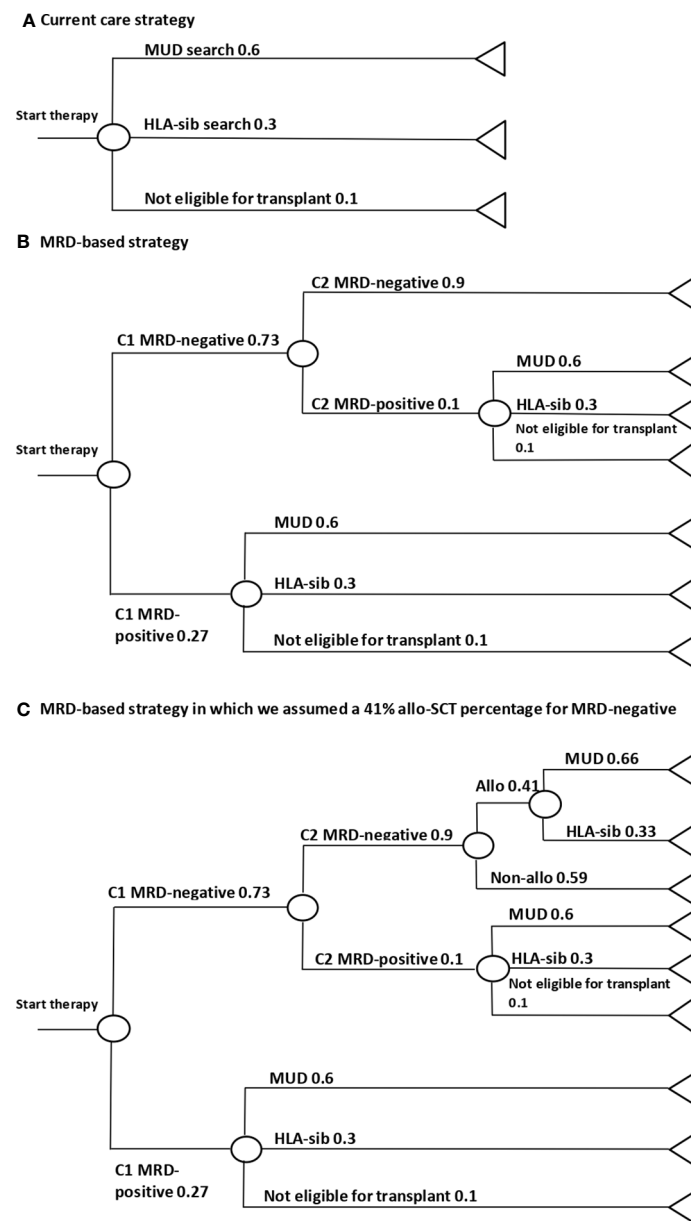 A Current care strategy
MUD search 0.6
Start therapy
HLA-sib search 0.3
Not eligible for transplant 0.1
B MRD-based strategy
C2 MRD-negative 0.9
C1 MRD-negative 0.73
MUD 0.6
C2 MRD-positive 0.1
HLA-sib 0.3
Not eligible for transplant
0.1
Start therapy
MUD 0.6
HLA-sib 0.3
C1 MRD-
positive 0.27
Not eligible for transplant 0.1
C MRD-based strategy in which we assumed a 41% allo-SCT percentage for MRD-negative
MUD 0.66
Allo 0.41
HLA-sib 0.33
C2 MRD-negative 0.9
Non-allo 0.59
C1 MRD-negative 0.73
MUD 0.6
C2 MRD-positive 0.1
HLA-sib 0.3
Not eligible for transplant
0.1
Start therapy
MUD 0.6
HLA-sib 0.3
C1 MRD-
positive 0.27
Not eligible for transplant 0.1